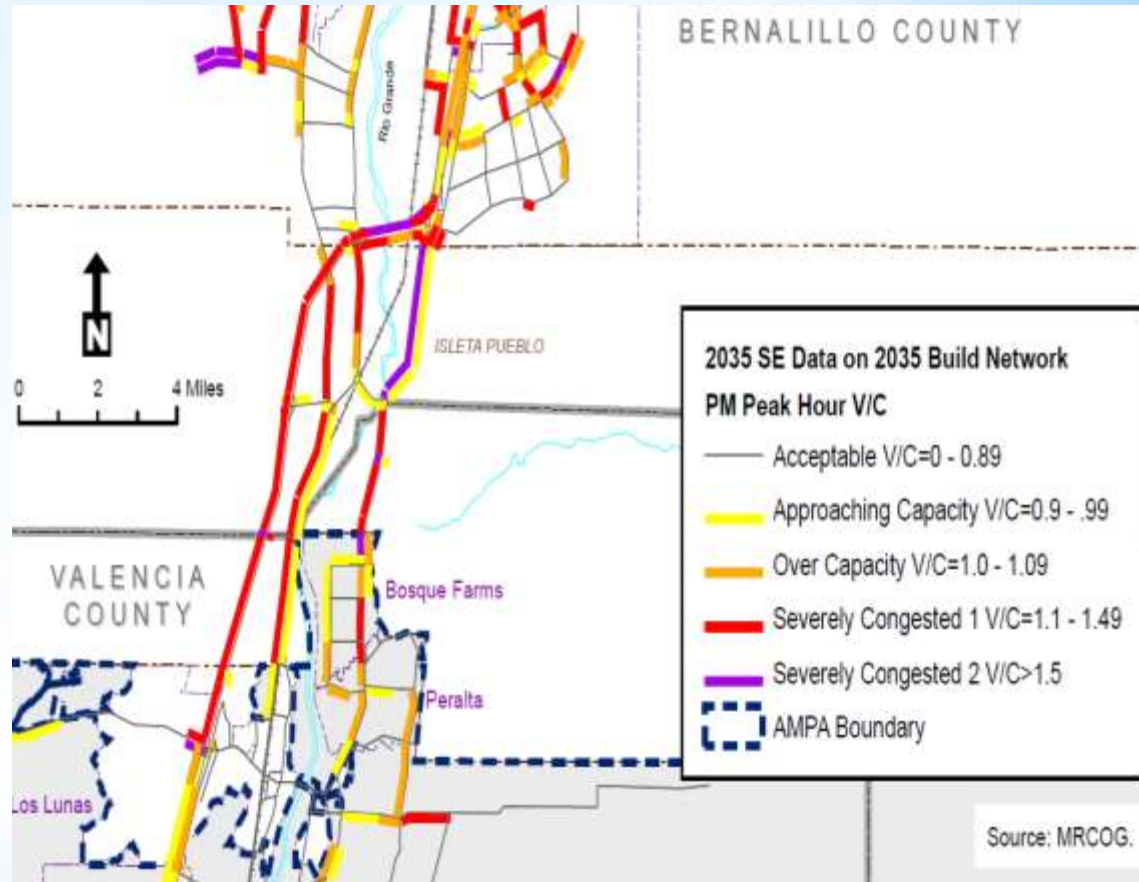 BERNALILLO COUNTY
Rio Grande
N
0 2 4 Miles
ISLETA PUEBLO
2035 SE Data on 2035 Build Network
PM Peak Hour V/C
Acceptable V/C=0 - 0.89
Approaching Capacity V/C=0.9 - .99
Over Capacity V/C=1.0 - 1.09
Severely Congested 1 V/C=1.1 - 1.49
Severely Congested 2 V/C>1.5
AMPA Boundary
VALENCIA
COUNTY
Bosque Farms
Peralta
Los Lunas
Source: MRCOG.